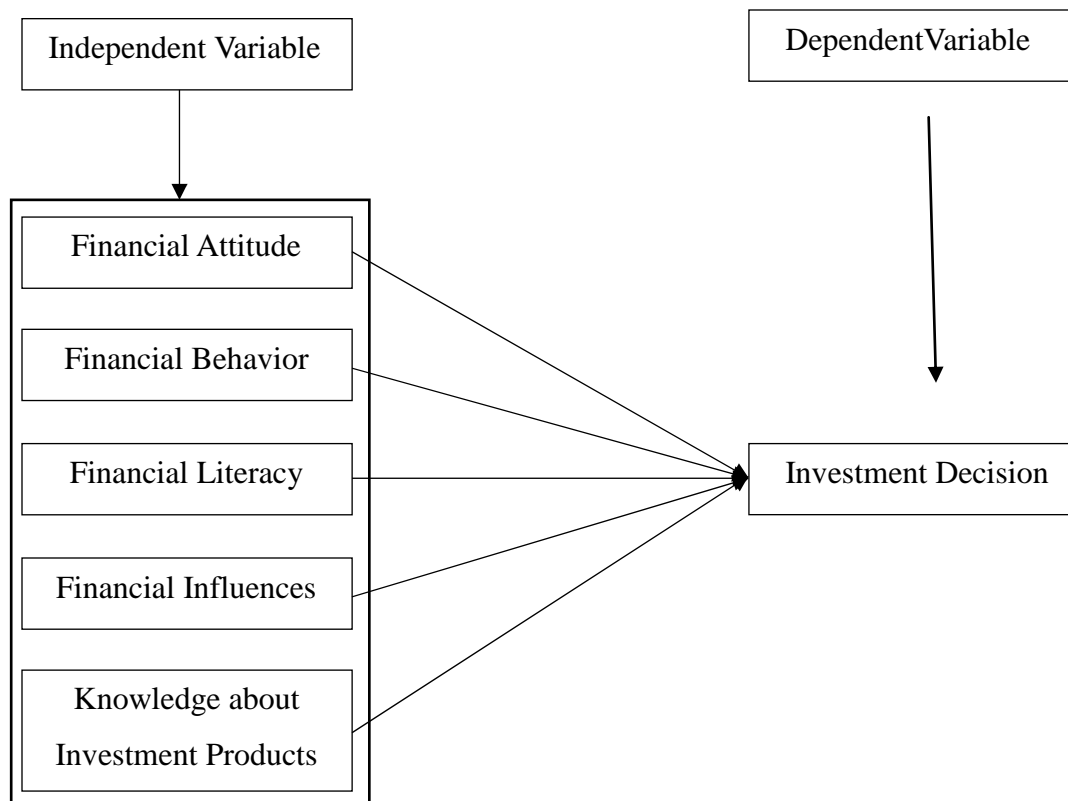 Independent Variable
DependentVariable
Financial Attitude
Financial Behavior
Financial Literacy
Investment Decision
Financial Influences
Knowledge about
Investment Products